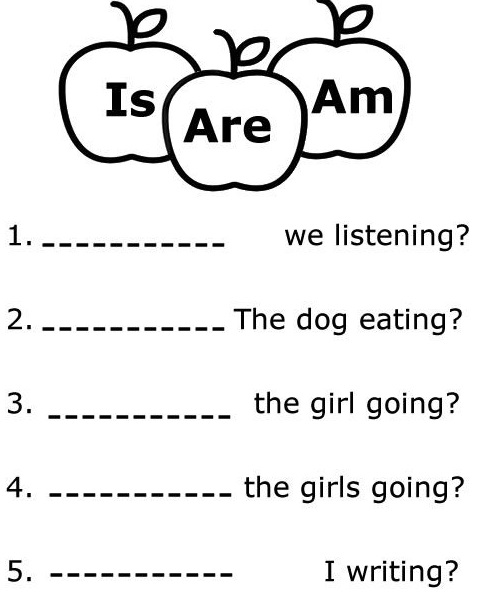 Is Are Am
1. ___________ we listening?
2. ___________ The dog eating?
3. ___________ the girl going?
4. ___________ the girls going?
5. ___________ I writing?